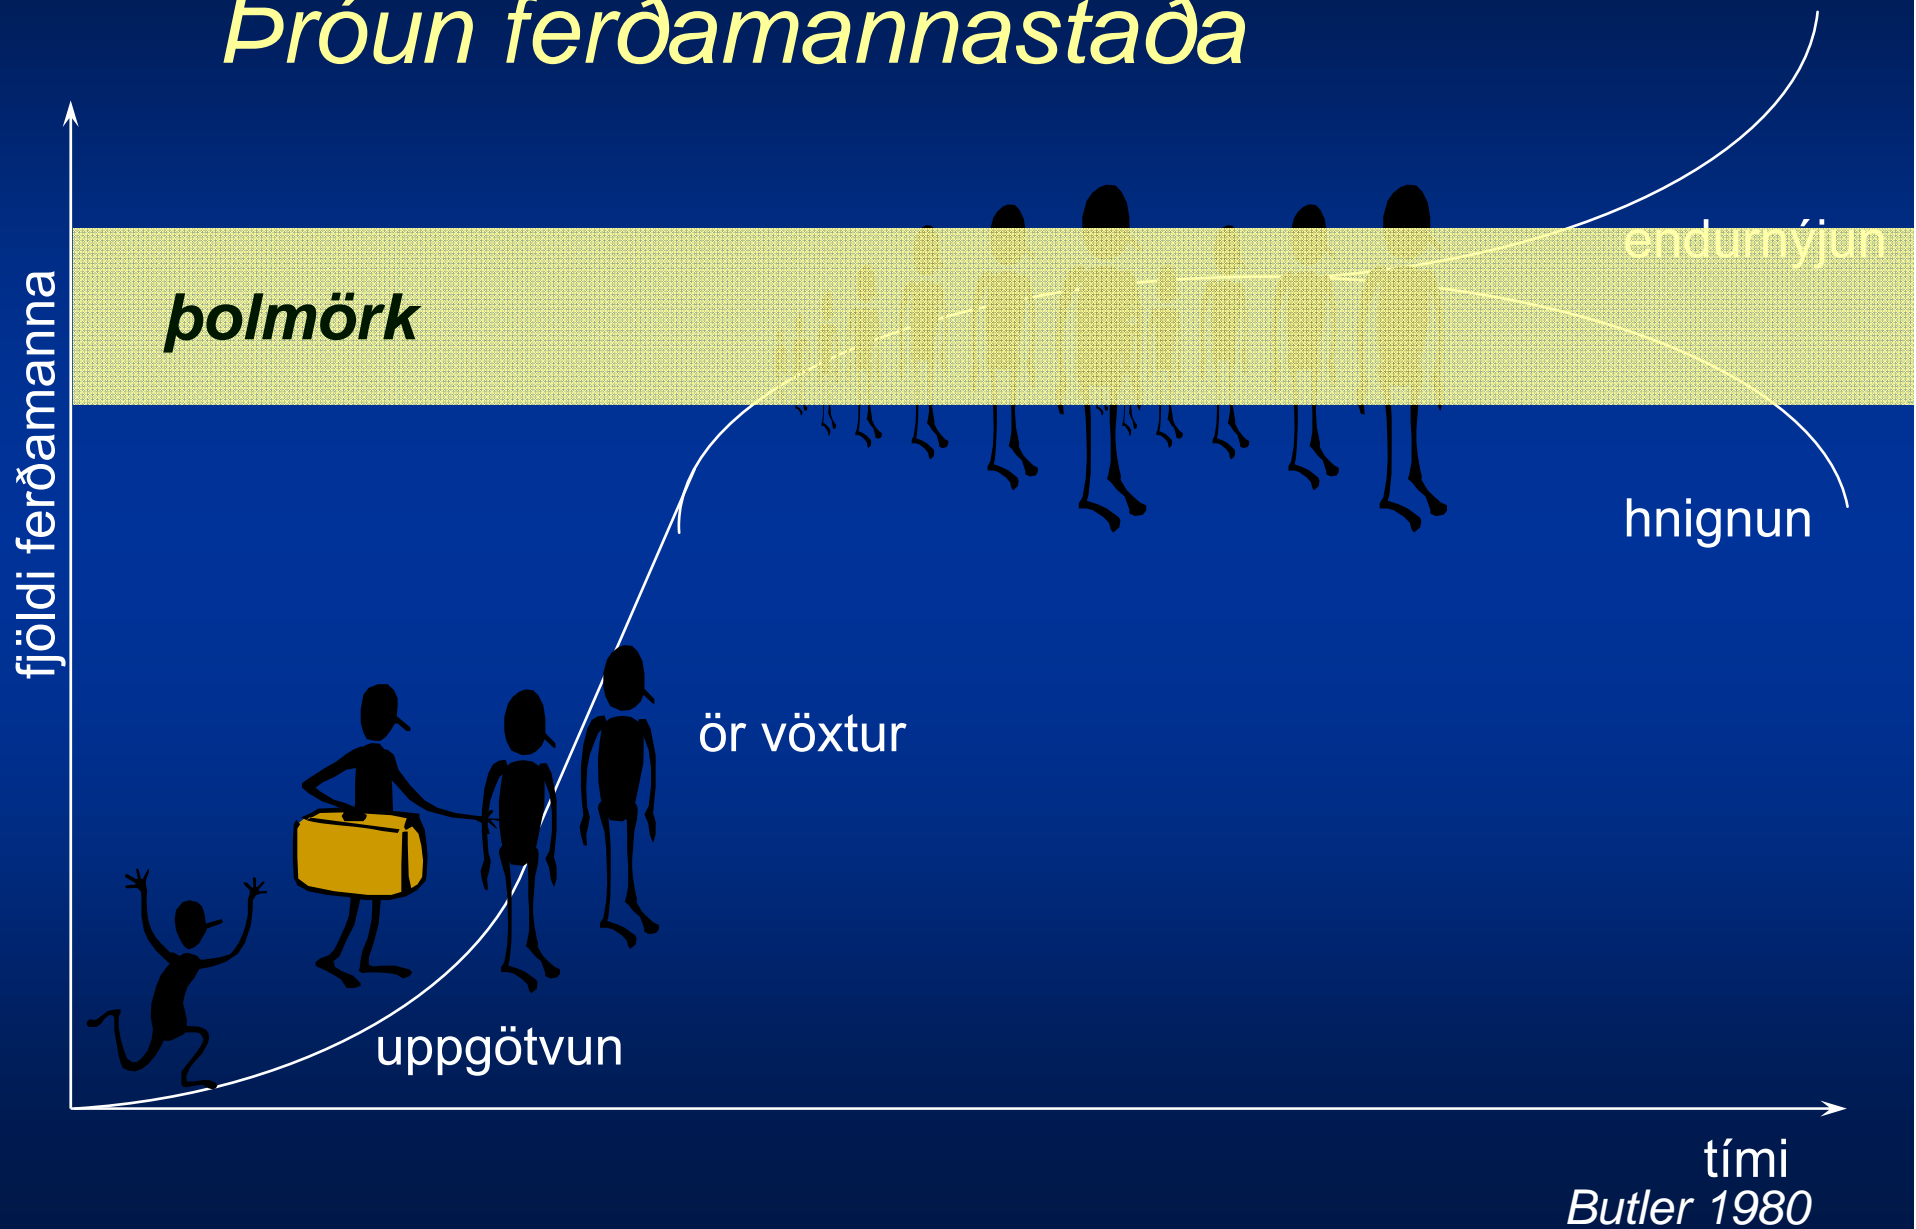 Þróun ferðamannastaða
fjöldi ferðamanna
endurnýjun
þolmörk
hnignun
ör vöxtur
uppgötvun
tími
Butler 1980